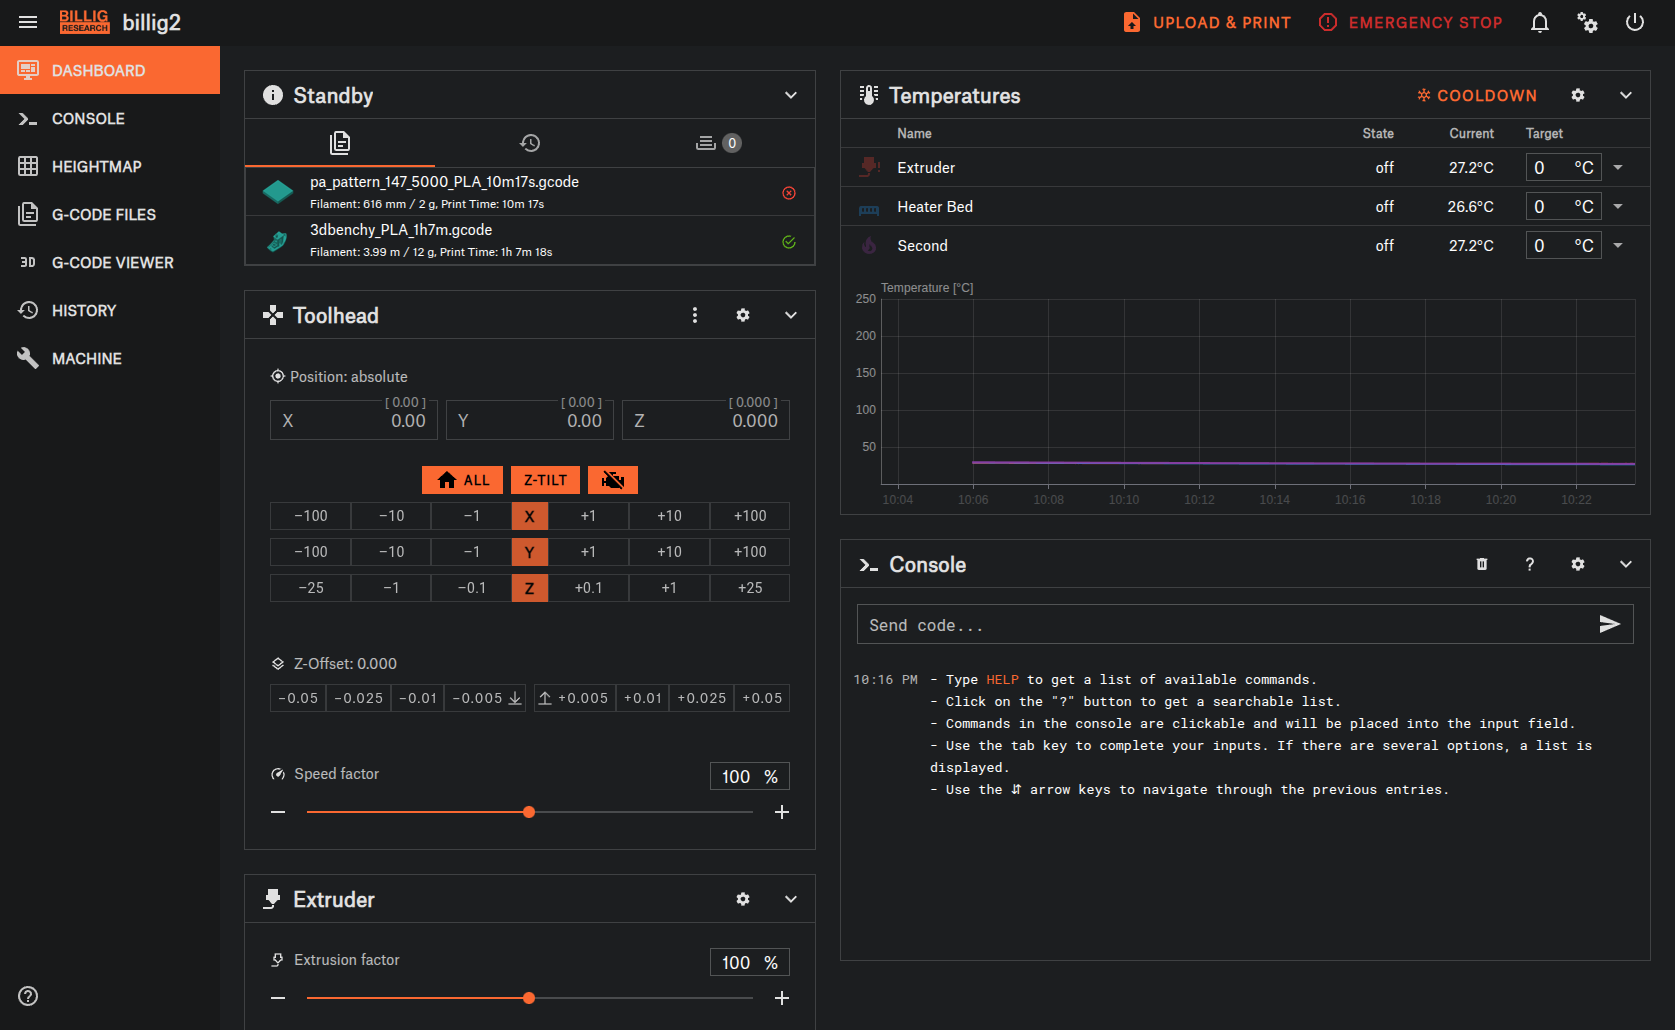 BILLIG
RESEARCH
billig2
UPLOAD & PRINT
EMERGENCY STOP
DASHBOARD
CONSOLE
HEIGHTMAP
G-CODE FILES
3D G-CODE VIEWER
HISTORY
MACHINE
Standby
0
pa_pattern_147_5000_PLA_10m17s.gcode
Filament: 616 mm / 2 g, Print Time: 10m 17s
3dbenchy_PLA_1h7m.gcode
Filament: 3.99 m / 12 g, Print Time: 1h 7m 18s
Toolhead
Position: absolute
[ 0.00 ] [ 0.00 ] [ 0.000 ]
X 0.00 Y 0.00 Z 0.000
ALL Z-TILT
−100 −10 −1 X +1 +10 +100
−100 −10 −1 Y +1 +10 +100
−25 −1 −0.1 Z +0.1 +1 +25
Z-Offset: 0.000
−0.05 −0.025 −0.01 −0.005 +0.005 +0.01 +0.025 +0.05
Speed factor 100 %
Extruder
Extrusion factor 100 %
Temperatures COOLDOWN
Name State Current Target
Extruder off 27.2°C 0 °C
Heater Bed off 26.6°C 0 °C
Second off 27.2°C 0 °C
Temperature [°C]
250
200
150
100
50
10:04 10:06 10:08 10:10 10:12 10:14 10:16 10:18 10:20 10:22
Console
?
Send code...
10:16 PM - Type HELP to get a list of available commands.
- Click on the "?" button to get a searchable list.
- Commands in the console are clickable and will be placed into the input field.
- Use the tab key to complete your inputs. If there are several options, a list is
displayed.
- Use the ⇵ arrow keys to navigate through the previous entries.